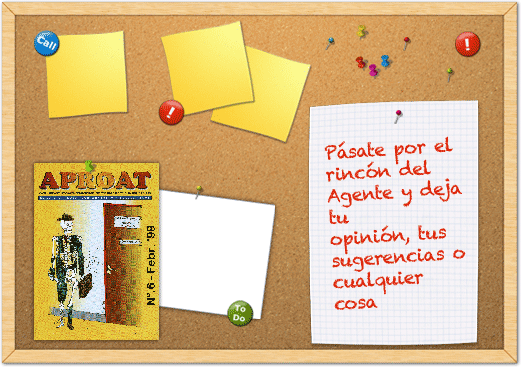 Call
!
!
Pásate por el
rincón del
Agente y deja
tu
opinión, tus
sugerencias o
cualquier
cosa
APROAT
Nº 6 - Febr. '99
To
Do